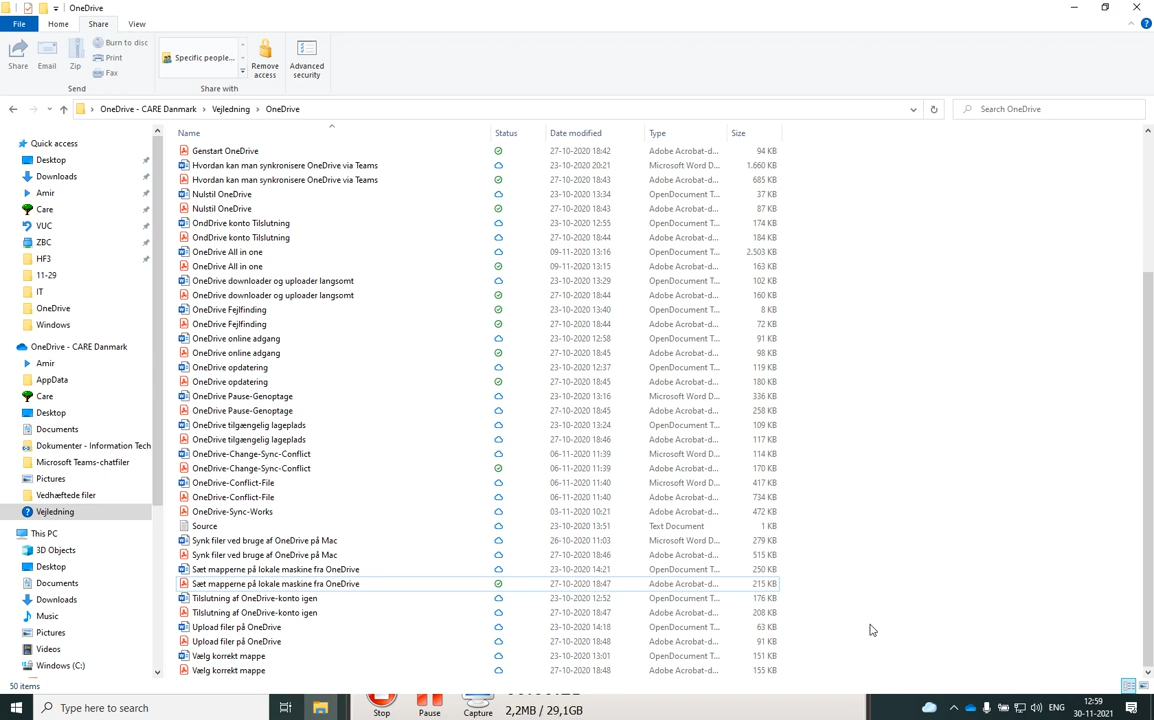 OneDrive
File Home Share View
Share Email Zip Burn to disc Print Fax Specific people... Remove access Advanced security
Send Share with
OneDrive - CARE Danmark > Vejledning > OneDrive Search OneDrive
Name Status Date modified Type Size
Quick access
Desktop
Downloads
Amir
Care
VUC
ZBC
HF3
11-29
IT
OneDrive
Windows
OneDrive - CARE Danmark
Amir
AppData
Care
Desktop
Documents
Dokumenter - Information Tech
Microsoft Teams-chatfiler
Pictures
Vedhæftede filer
Vejledning
This PC
3D Objects
Desktop
Documents
Downloads
Music
Pictures
Videos
Windows (C:)
Genstart OneDrive 27-10-2020 18:42 Adobe Acrobat-d... 94 KB
Hvordan kan man synkronisere OneDrive via Teams 23-10-2020 20:21 Microsoft Word D... 1.660 KB
Hvordan kan man synkronisere OneDrive via Teams 27-10-2020 18:43 Adobe Acrobat-d... 685 KB
Nulstil OneDrive 23-10-2020 13:34 OpenDocument T... 37 KB
Nulstil OneDrive 27-10-2020 18:43 Adobe Acrobat-d... 87 KB
OndDrive konto Tilslutning 23-10-2020 12:55 OpenDocument T... 174 KB
OndDrive konto Tilslutning 27-10-2020 18:44 Adobe Acrobat-d... 184 KB
OneDrive All in one 09-11-2020 13:16 OpenDocument T... 2.503 KB
OneDrive All in one 09-11-2020 13:15 Adobe Acrobat-d... 163 KB
OneDrive downloader og uploader langsomt 23-10-2020 13:29 OpenDocument T... 102 KB
OneDrive downloader og uploader langsomt 27-10-2020 18:44 Adobe Acrobat-d... 160 KB
OneDrive Fejlfinding 23-10-2020 13:40 OpenDocument T... 8 KB
OneDrive Fejlfinding 27-10-2020 18:44 Adobe Acrobat-d... 72 KB
OneDrive online adgang 23-10-2020 12:58 OpenDocument T... 91 KB
OneDrive online adgang 27-10-2020 18:45 Adobe Acrobat-d... 98 KB
OneDrive opdatering 23-10-2020 12:37 OpenDocument T... 119 KB
OneDrive opdatering 27-10-2020 18:45 Adobe Acrobat-d... 180 KB
OneDrive Pause-Genoptage 23-10-2020 13:16 Microsoft Word D... 336 KB
OneDrive Pause-Genoptage 27-10-2020 18:45 Adobe Acrobat-d... 258 KB
OneDrive tilgængelig lageplads 23-10-2020 13:24 OpenDocument T... 109 KB
OneDrive tilgængelig lageplads 27-10-2020 18:46 Adobe Acrobat-d... 117 KB
OneDrive-Change-Sync-Conflict 06-11-2020 11:39 Microsoft Word D... 114 KB
OneDrive-Change-Sync-Conflict 06-11-2020 11:39 Adobe Acrobat-d... 170 KB
OneDrive-Conflict-File 06-11-2020 11:40 Microsoft Word D... 417 KB
OneDrive-Conflict-File 06-11-2020 11:40 Adobe Acrobat-d... 734 KB
OneDrive-Sync-Works 03-11-2020 10:21 Adobe Acrobat-d... 472 KB
Source 23-10-2020 13:51 Text Document 1 KB
Synk filer ved bruge af OneDrive på Mac 26-10-2020 11:03 Microsoft Word D... 279 KB
Synk filer ved bruge af OneDrive på Mac 27-10-2020 18:46 Adobe Acrobat-d... 515 KB
Sæt mapperne på lokale maskine fra OneDrive 23-10-2020 14:21 OpenDocument T... 250 KB
Sæt mapperne på lokale maskine fra OneDrive 27-10-2020 18:47 Adobe Acrobat-d... 215 KB
Tilslutning af OneDrive-konto igen 23-10-2020 12:52 OpenDocument T... 176 KB
Tilslutning af OneDrive-konto igen 27-10-2020 18:47 Adobe Acrobat-d... 208 KB
Upload filer på OneDrive 23-10-2020 14:18 OpenDocument T... 63 KB
Upload filer på OneDrive 27-10-2020 18:48 Adobe Acrobat-d... 91 KB
Vælg korrekt mappe 23-10-2020 13:01 OpenDocument T... 151 KB
Vælg korrekt mappe 27-10-2020 18:48 Adobe Acrobat-d... 155 KB
50 items
Type here to search Stop Pause Capture 2,2MB / 29,1GB ENG 12:59
30-11-2021